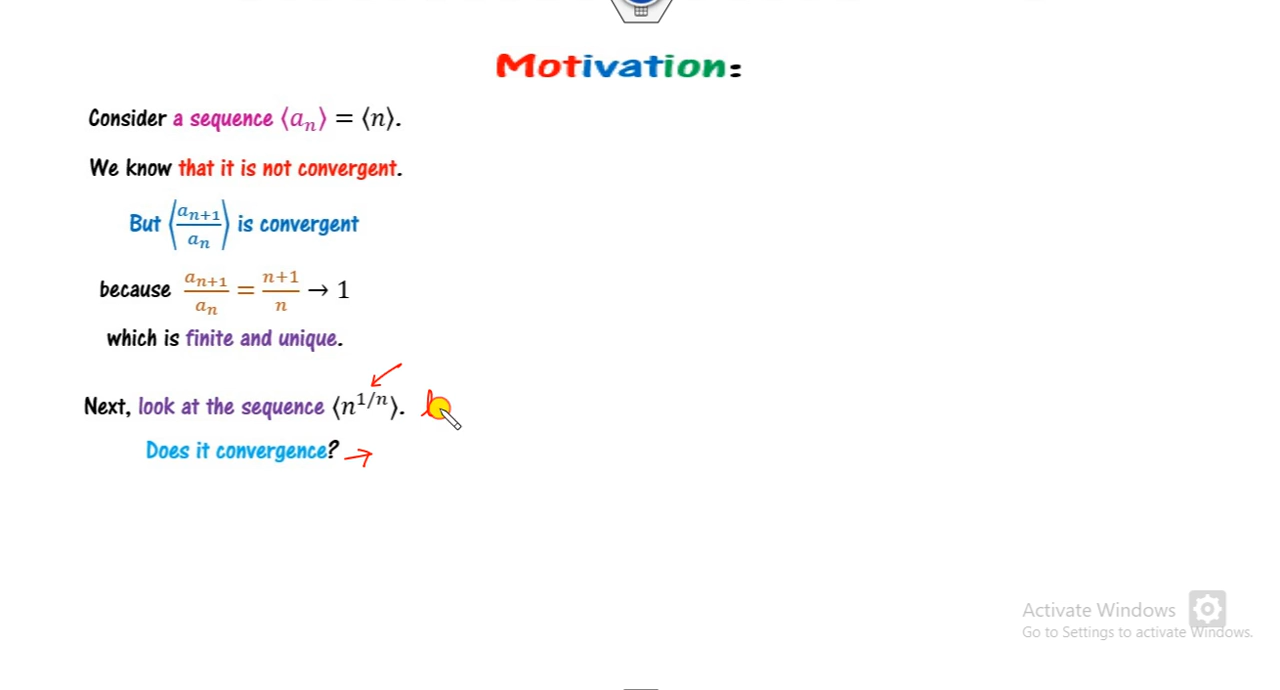 Motivation:
Consider a sequence ⟨aₙ⟩ = ⟨n⟩.
We know that it is not convergent.
But ⟨aₙ₊₁/aₙ⟩ is convergent
because aₙ₊₁/aₙ = n+1/n → 1
which is finite and unique.
Next, look at the sequence ⟨n^1/n⟩.
Does it convergence? →
Activate Windows
Go to Settings to activate Windows.